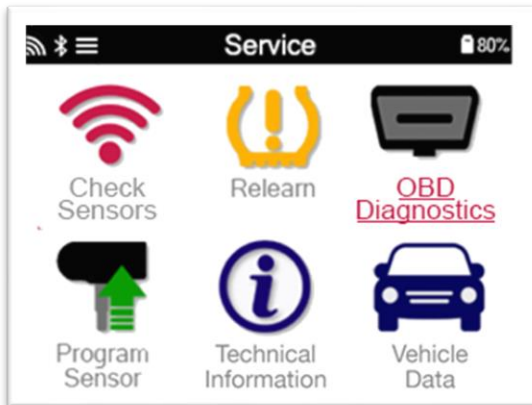 Service
80%
Check
Sensors
Relearn
OBD
Diagnostics
Program
Sensor
Technical
Information
Vehicle
Data